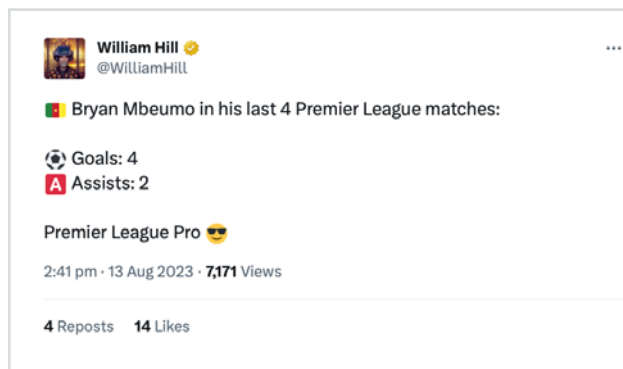 William Hill
@WilliamHill
🇨🇲 Bryan Mbeumo in his last 4 Premier League matches:
⚽ Goals: 4
🅰 Assists: 2
Premier League Pro 😎
2:41 pm · 13 Aug 2023 · 7,171 Views
4 Reposts 14 Likes